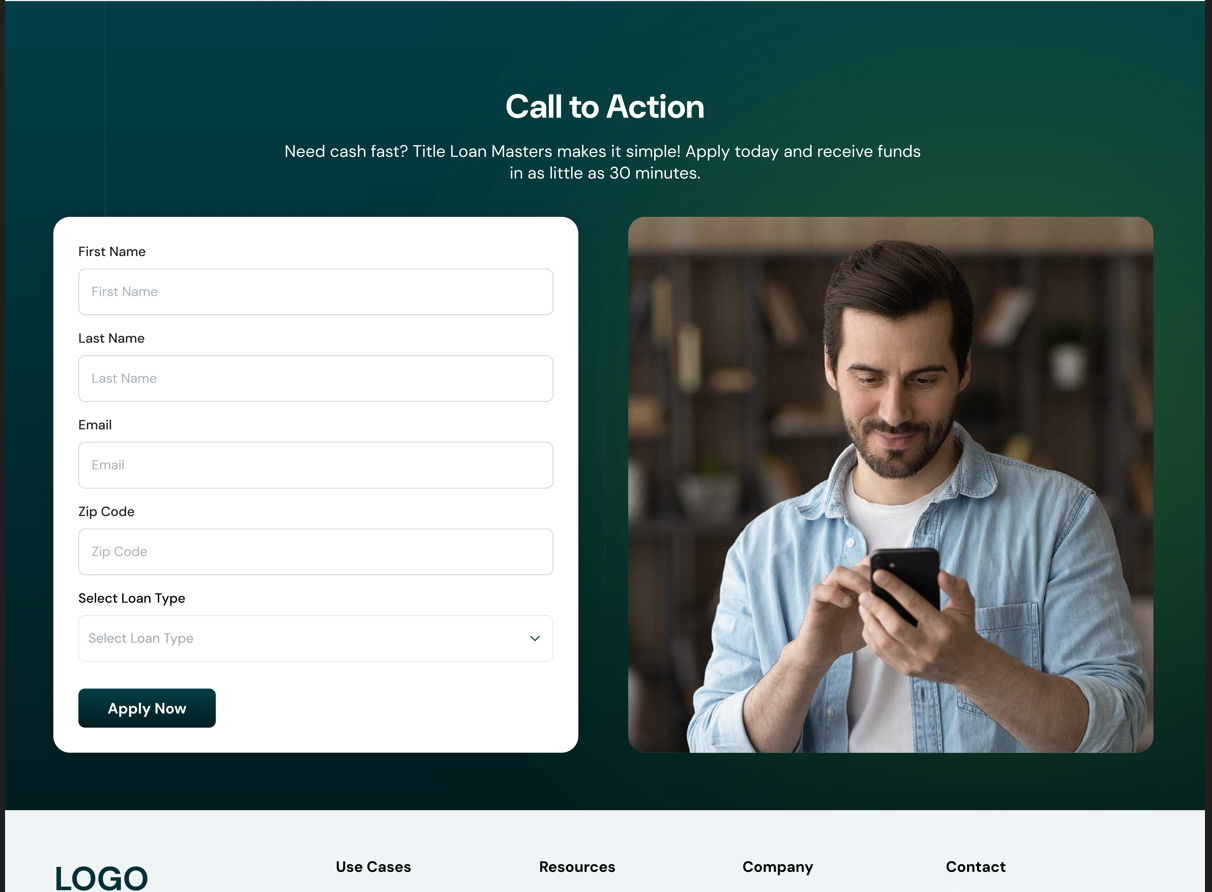 Call to Action
Need cash fast? Title Loan Masters makes it simple! Apply today and receive funds
in as little as 30 minutes.
First Name
First Name
Last Name
Last Name
Email
Email
Zip Code
Zip Code
Select Loan Type
Select Loan Type
Apply Now
LOGO
Use Cases
Resources
Company
Contact